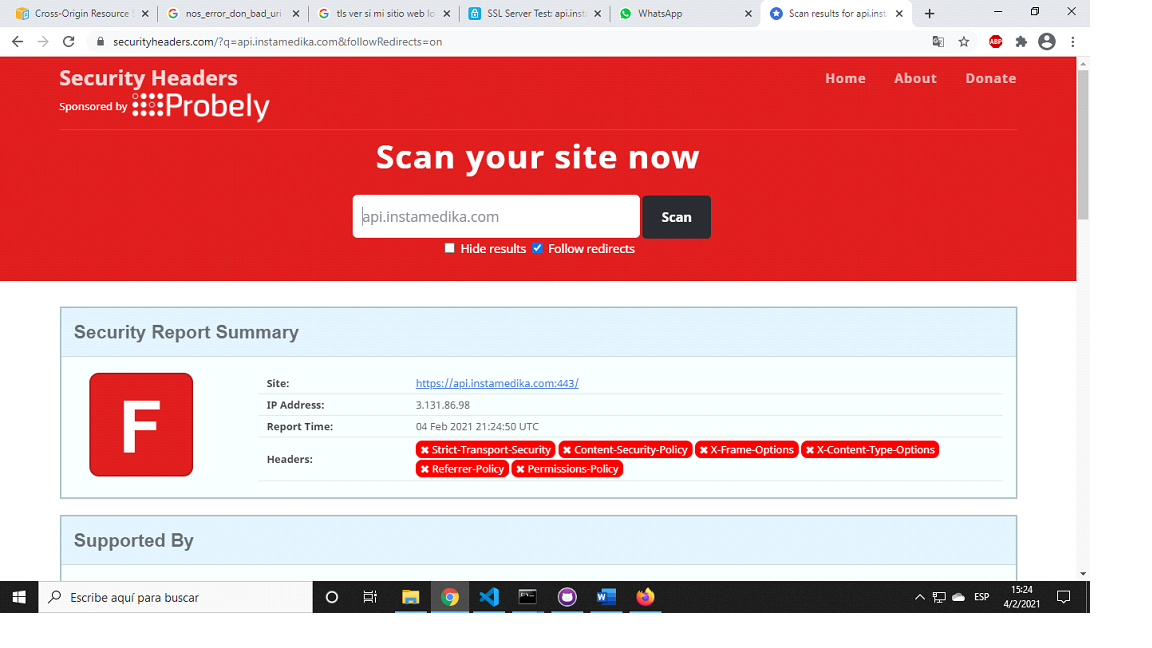 Cross-Origin Resource S
nos_error_don_bad_uri
tls ver si mi sitio web lo
SSL Server Test: api.inst
WhatsApp
Scan results for api.inst
securityheaders.com/?q=api.instamedika.com&followRedirects=on
ABP
Security Headers
Home About Donate
Sponsored by Probely
Scan your site now
api.instamedika.com Scan
Hide results Follow redirects
Security Report Summary
F
Site: https://api.instamedika.com:443/
IP Address: 3.131.86.98
Report Time: 04 Feb 2021 21:24:50 UTC
Headers: Strict-Transport-Security Content-Security-Policy X-Frame-Options X-Content-Type-Options
Referrer-Policy Permissions-Policy
Supported By
Escribe aquí para buscar
ESP
15:24
4/2/2021